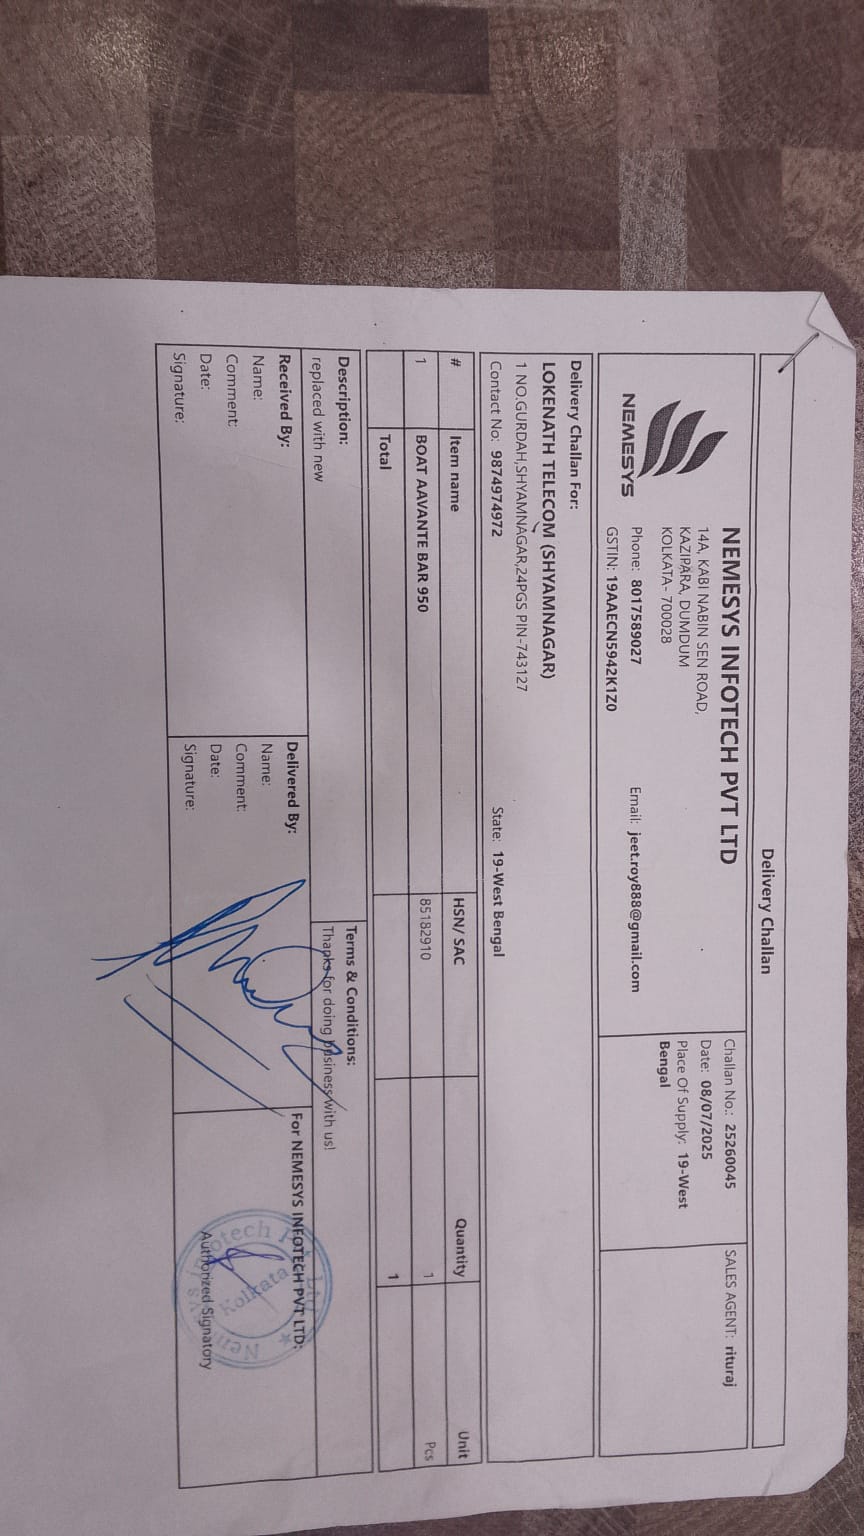 Delivery Challan
NEMESYS
NEMESYS INFOTECH PVT LTD
14A, KABI NABIN SEN ROAD,
KAZIPARA, DUMDUM
KOLKATA- 700028
Phone: 8017589027 Email: jeet.roy888@gmail.com
GSTIN: 19AAECN5942K1Z0
Challan No.: 25260045
Date: 08/07/2025
Place Of Supply: 19-West
Bengal
SALES AGENT: rituraj
Delivery Challan For:
LOKENATH TELECOM (SHYAMNAGAR)
1 NO.GURDAH,SHYAMNAGAR,24PGS PIN-743127
Contact No: 9874974972 State: 19-West Bengal
# Item name HSN/ SAC Quantity Unit
1 BOAT AAVANTE BAR 950 85182910 1 Pcs
Total 1
Description:
replaced with new
Terms & Conditions:
Thanks for doing business with us!
Received By:
Name:
Comment:
Date:
Signature:
Delivered By:
Name:
Comment:
Date:
Signature:
For NEMESYS INFOTECH PVT LTD:
Nemesys Infotech Pvt. Ltd.
Kolkata
Authorized Signatory